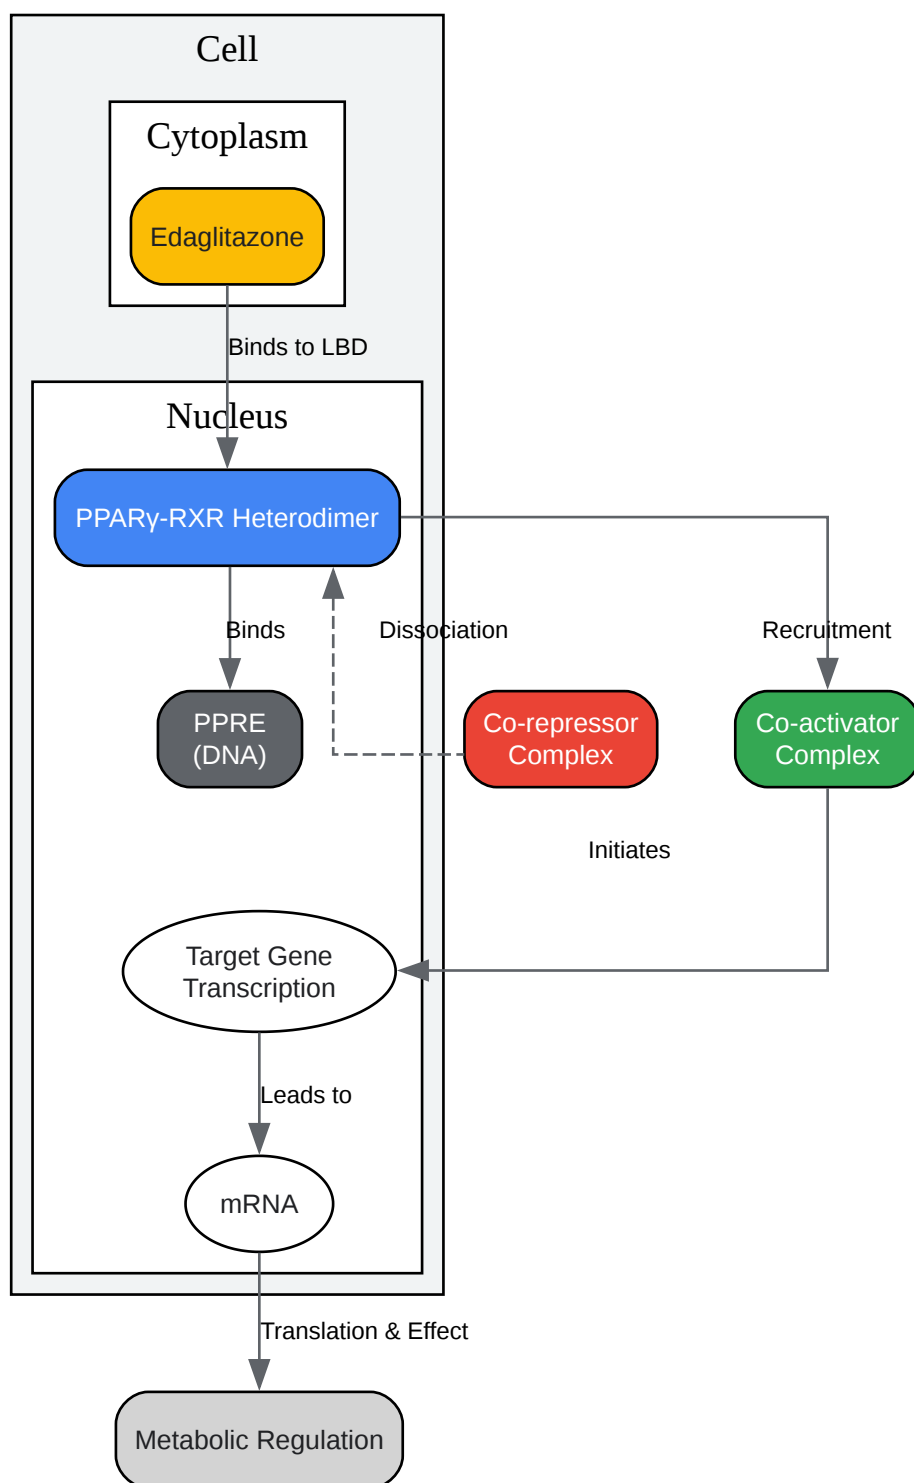 Cell
Cytoplasm
Edaglitazone
Binds to LBD
Nucleus
PPARγ-RXR Heterodimer
Binds
Dissociation
Recruitment
PPRE
(DNA)
Co-repressor
Complex
Co-activator
Complex
Initiates
Target Gene
Transcription
Leads to
mRNA
Translation & Effect
Metabolic Regulation